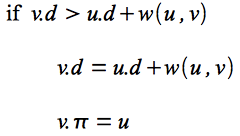 if v.d > u.d + w(u, v)
v.d = u.d + w(u, v)
v.π = u